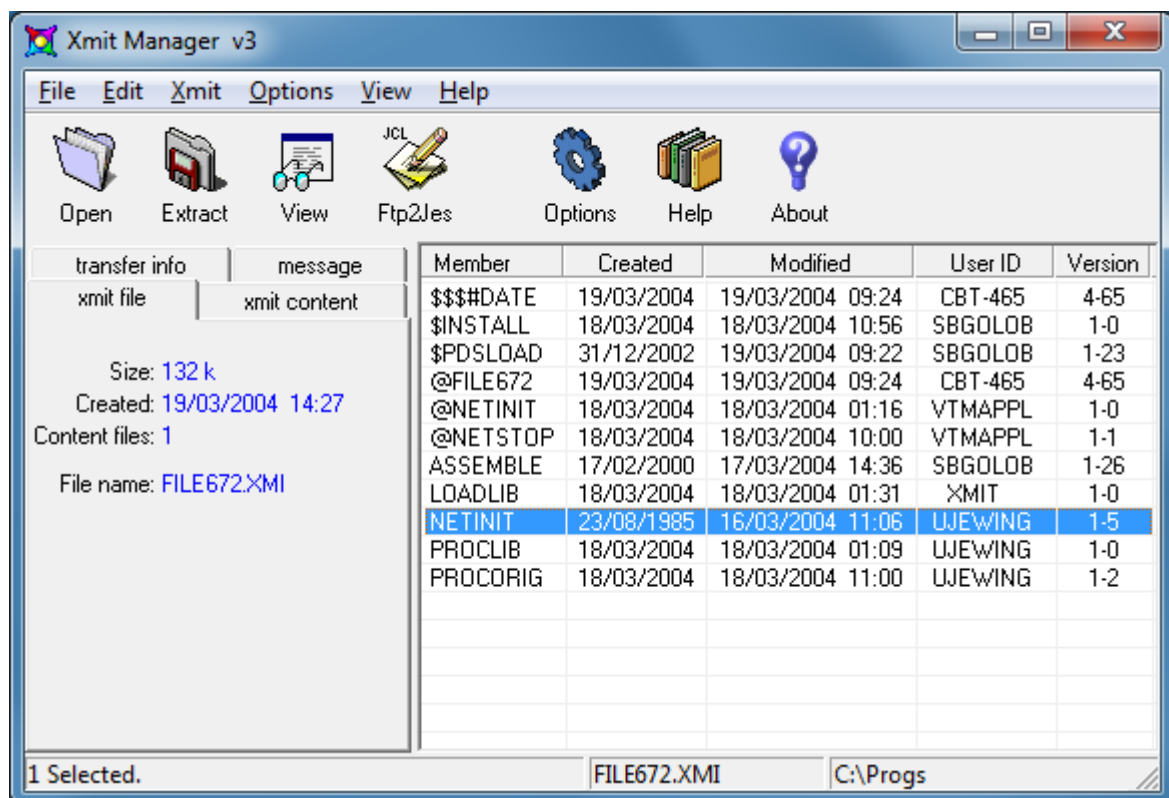 Xmit Manager v3
File Edit Xmit Options View Help
JCL
Open Extract View Ftp2Jes Options Help About
transfer info message
xmit file xmit content
Size: 132 k
Created: 19/03/2004 14:27
Content files: 1
File name: FILE672.XMI
Member Created Modified User ID Version
$$$#DATE 19/03/2004 19/03/2004 09:24 CBT-465 4-65
$INSTALL 18/03/2004 18/03/2004 10:56 SBGOLOB 1-0
$PDSLOAD 31/12/2002 19/03/2004 09:22 SBGOLOB 1-23
@FILE672 19/03/2004 19/03/2004 09:24 CBT-465 4-65
@NETINIT 18/03/2004 18/03/2004 01:16 VTMAPPL 1-0
@NETSTOP 18/03/2004 18/03/2004 10:00 VTMAPPL 1-1
ASSEMBLE 17/02/2000 17/03/2004 14:36 SBGOLOB 1-26
LOADLIB 18/03/2004 18/03/2004 01:31 XMIT 1-0
NETINIT 23/08/1985 16/03/2004 11:06 UJEWING 1-5
PROCLIB 18/03/2004 18/03/2004 01:09 UJEWING 1-0
PROCORIG 18/03/2004 18/03/2004 11:00 UJEWING 1-2
1 Selected. FILE672.XMI C:\Progs